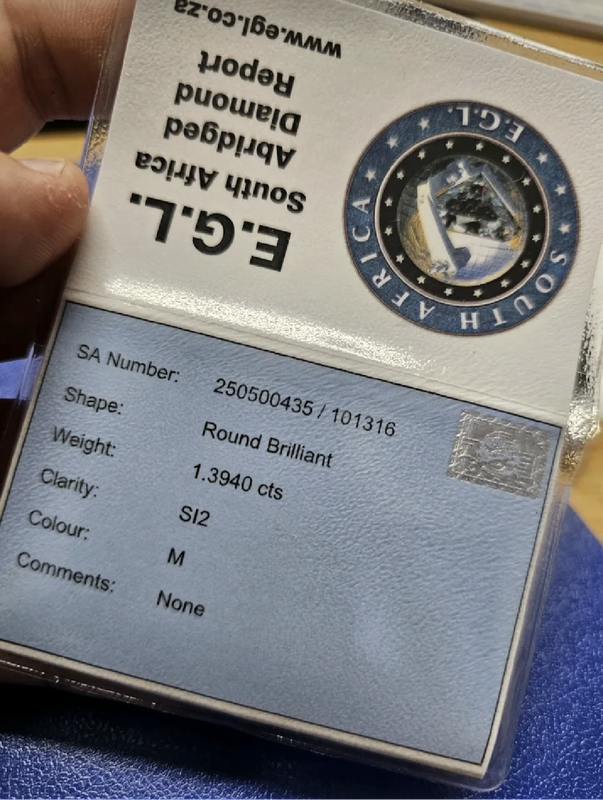 E.G.L.
South Africa
Abridged
Diamond
Report
www.egl.co.za
E.G.L.
SOUTH AFRICA
SA Number: 250500435 / 101316
Shape: Round Brilliant
Weight: 1.3940 cts
Clarity: SI2
Colour: M
Comments: None